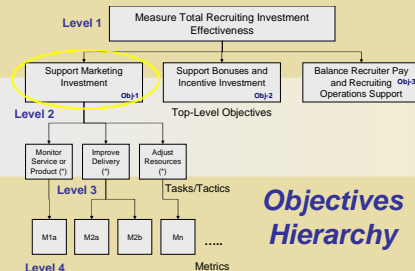 Level 1
Measure Total Recruiting Investment
Effectiveness
Support Marketing
Investment
Obj-1
Support Bonuses and
Incentive Investment
Obj-2
Balance Recruiter Pay
and Recruiting Obj-3
Operations Support
Level 2
Top-Level Objectives
Monitor
Service or
Product (*)
Improve
Delivery
(*)
Adjust
Resources
(*)
Level 3
Tasks/Tactics
M1a
M2a
M2b
Mn
.....
Level 4
Metrics
Objectives
Hierarchy